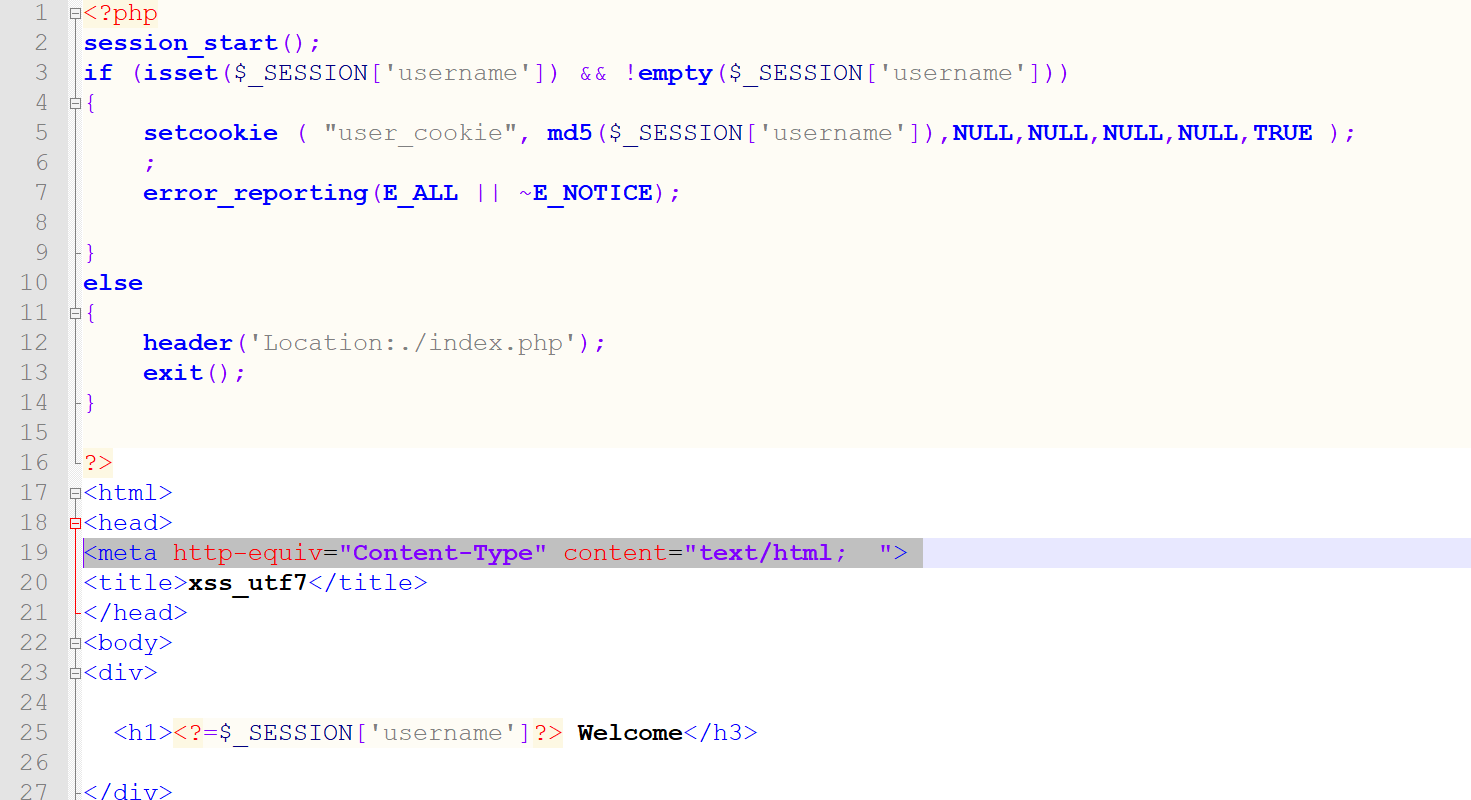 1 <?php
2 session_start();
3 if (isset($_SESSION['username']) && !empty($_SESSION['username']))
4 {
5     setcookie ( "user_cookie", md5($_SESSION['username']),NULL,NULL,NULL,NULL,TRUE );
6     ;
7     error_reporting(E_ALL || ~E_NOTICE);
8
9 }
10 else
11 {
12     header('Location:./index.php');
13     exit();
14 }
15
16 ?>
17 <html>
18 <head>
19 <meta http-equiv="Content-Type" content="text/html;  ">
20 <title>xss_utf7</title>
21 </head>
22 <body>
23 <div>
24
25   <h1><?=$_SESSION['username']?> Welcome</h3>
26
27 </div>